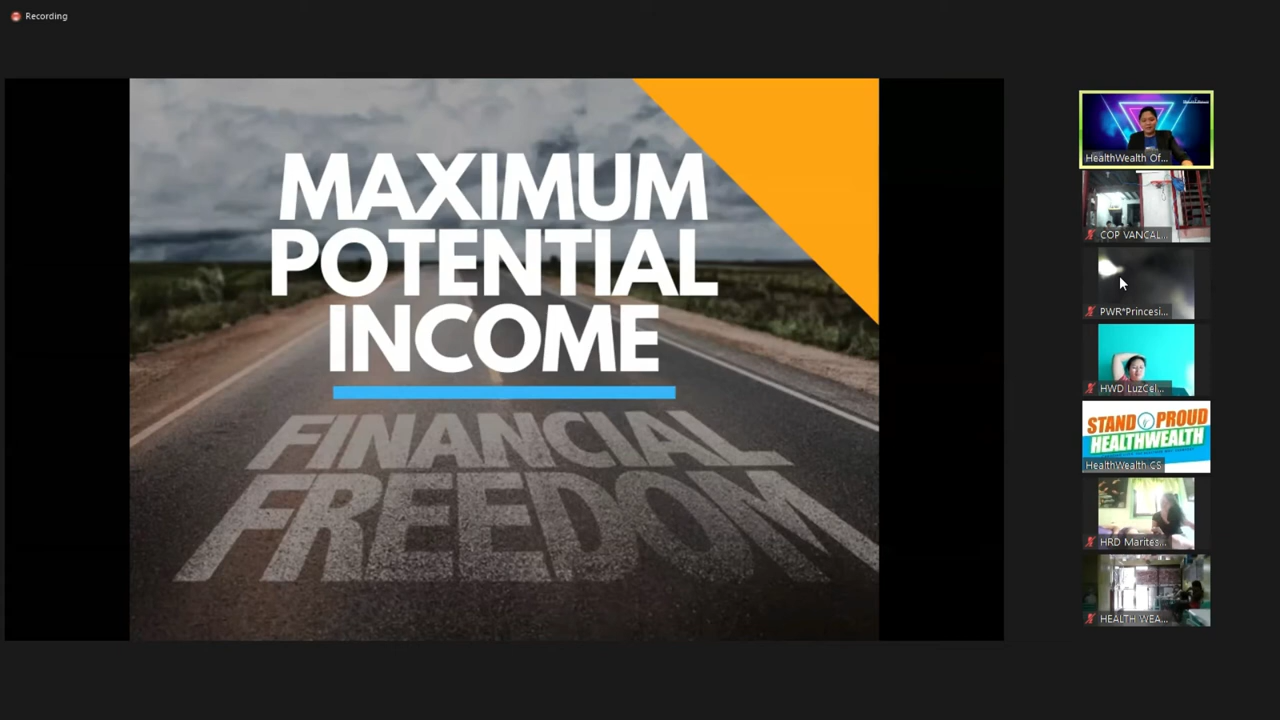 Recording
MAXIMUM
POTENTIAL
INCOME
FINANCIAL
FREEDOM
HealthWealth Of...
COP VANCAL...
PWR*Princesi...
HWD LuzCel...
STAND PROUD
HEALTHWEALTH
HealthWealth CS
HRD Marites...
HEALTH WEA...